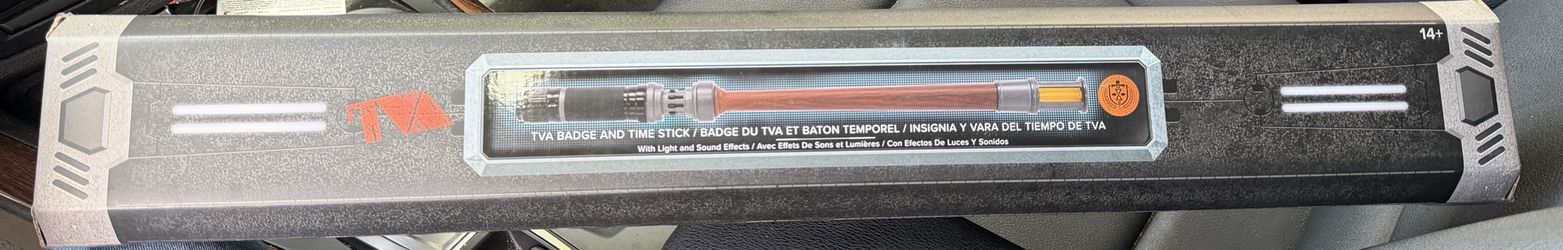 14+
TVA
TVA BADGE AND TIME STICK / BADGE DU TVA ET BATON TEMPOREL / INSIGNIA Y VARA DEL TIEMPO DE TVA
With Light and Sound Effects / Avec Effets De Sons et Lumières / Con Efectos De Luces Y Sonidos